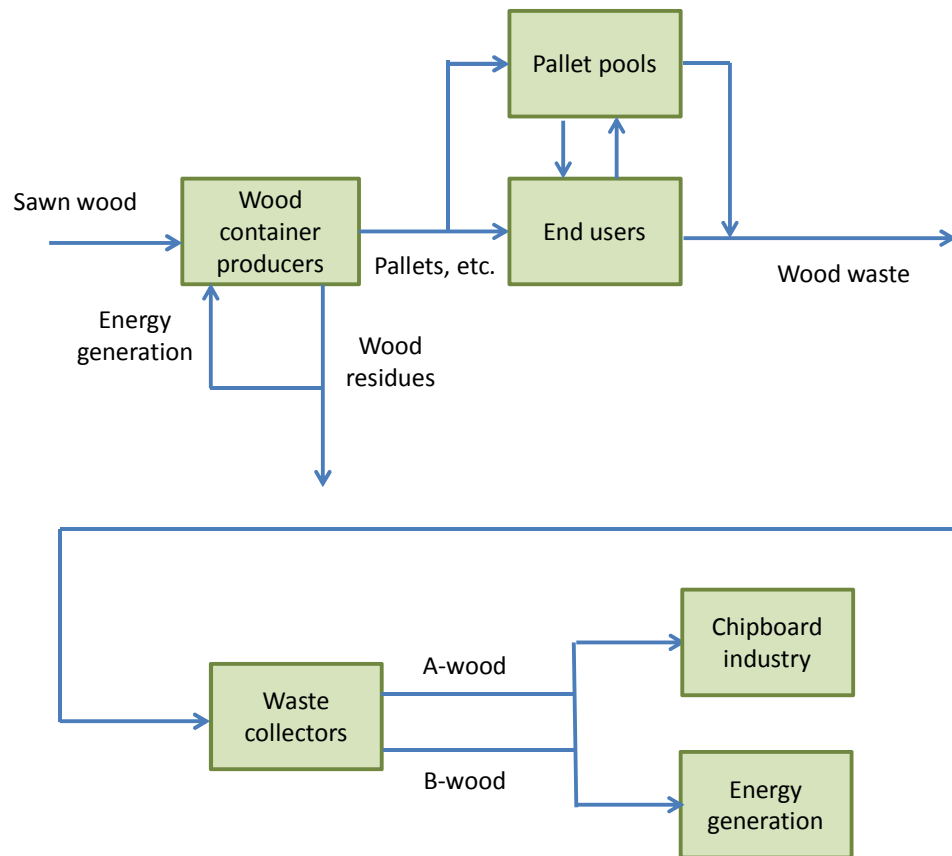 Pallet pools
Sawn wood
Wood
container
producers
End users
Pallets, etc.
Wood waste
Energy
generation
Wood
residues
Chipboard
industry
A-wood
Waste
collectors
B-wood
Energy
generation